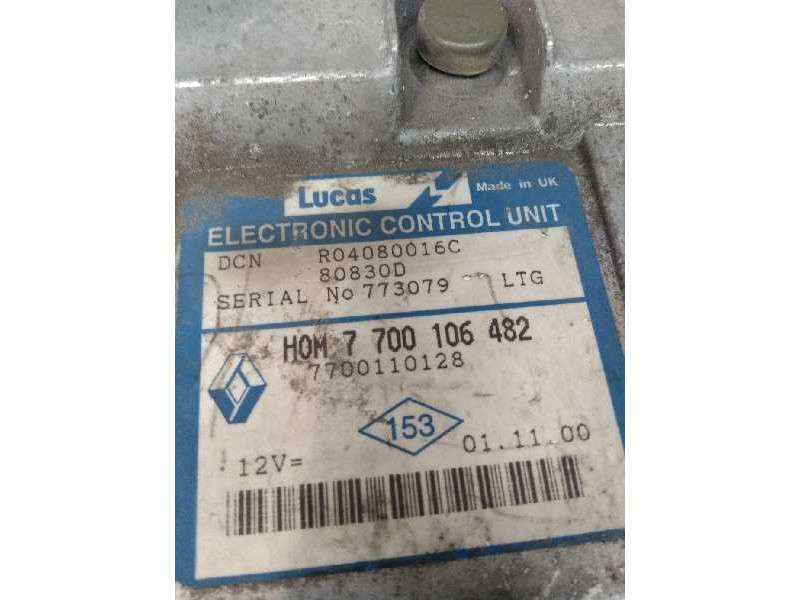 Lucas Made in UK
ELECTRONIC CONTROL UNIT
DCN R04080016C
80830D
SERIAL No 773079 LTG
HOM 7 700 106 482
7700110128
153
12V= 01.11.00